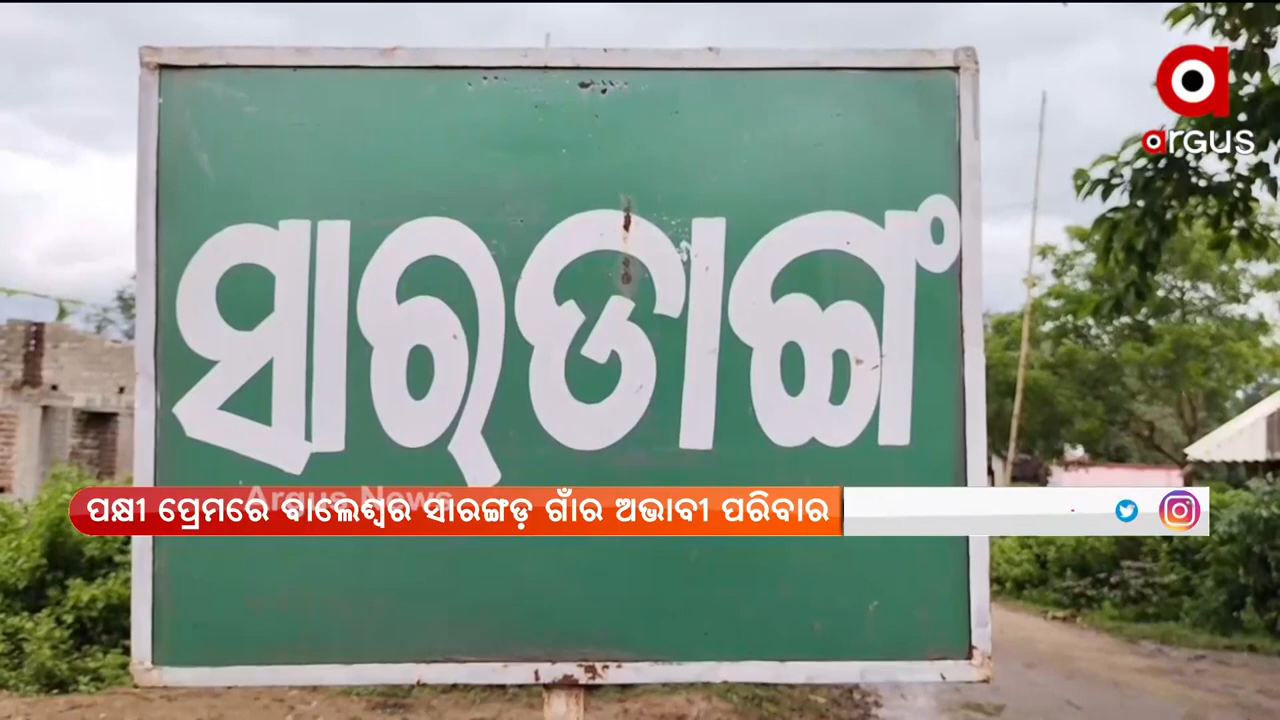 argus
ସାରଡାଙ୍ଗଂ
Argus News
ପକ୍ଷୀ ପ୍ରେମରେ ବାଲେଶ୍ୱର ସାରଙ୍ଗଡ଼ ଗାଁର ଅଭାବୀ ପରିବାର